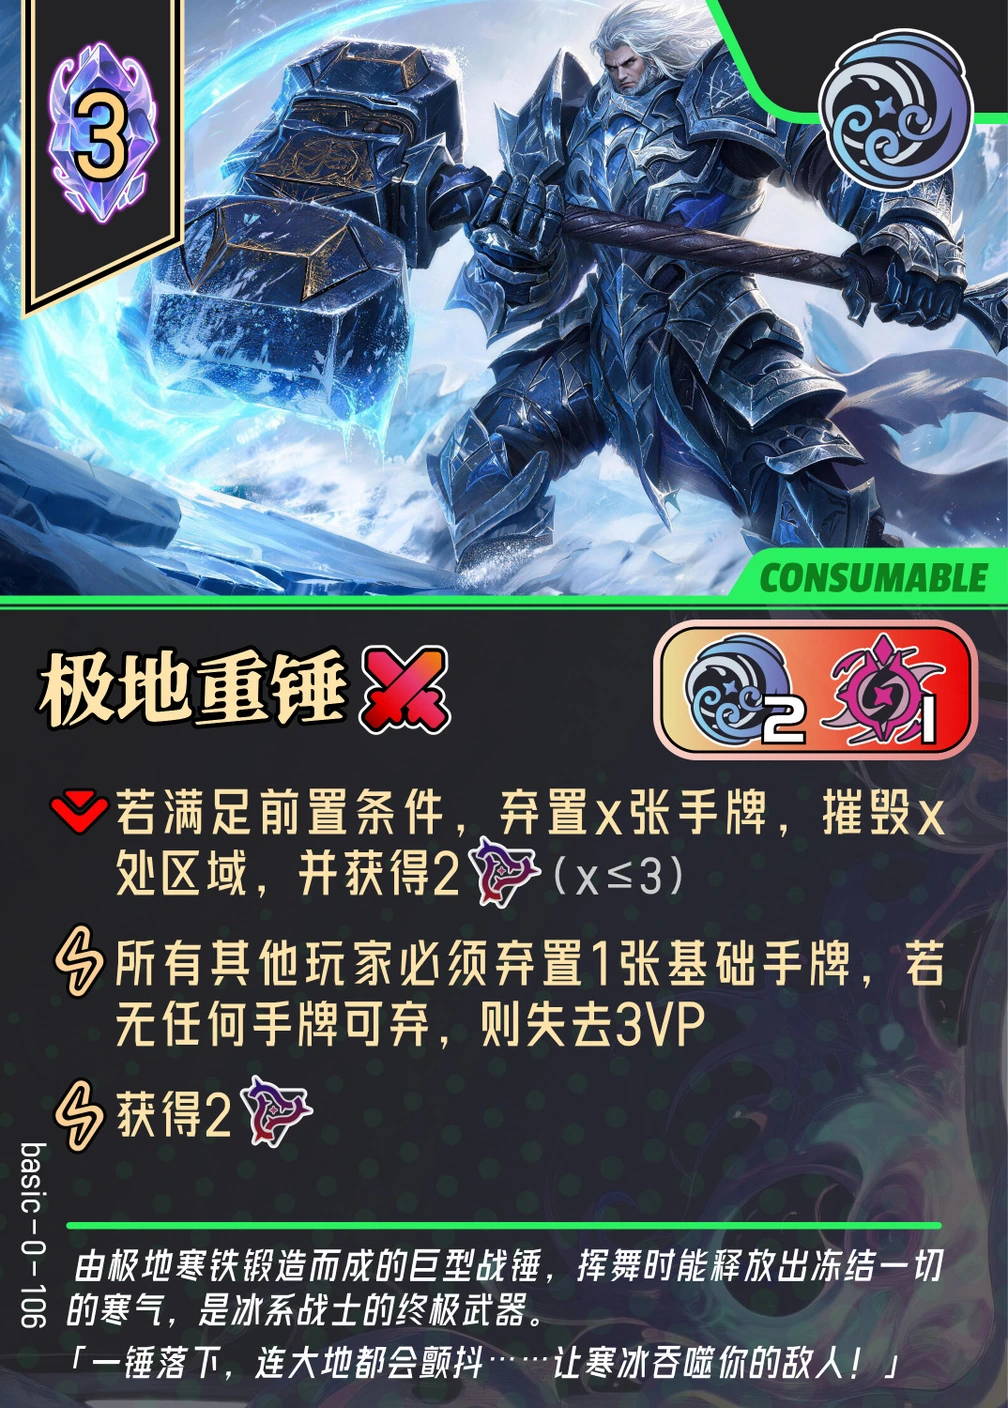 3
CONSUMABLE
极地重锤
2 1
若满足前置条件，弃置x张手牌，摧毁x
处区域，并获得2（x≤3）
所有其他玩家必须弃置1张基础手牌，若
无任何手牌可弃，则失去3VP
获得2
basic-0-106
由极地寒铁锻造而成的巨型战锤，挥舞时能释放出冻结一切
的寒气，是冰系战士的终极武器。
「一锤落下，连大地都会颤抖……让寒冰吞噬你的敌人！」